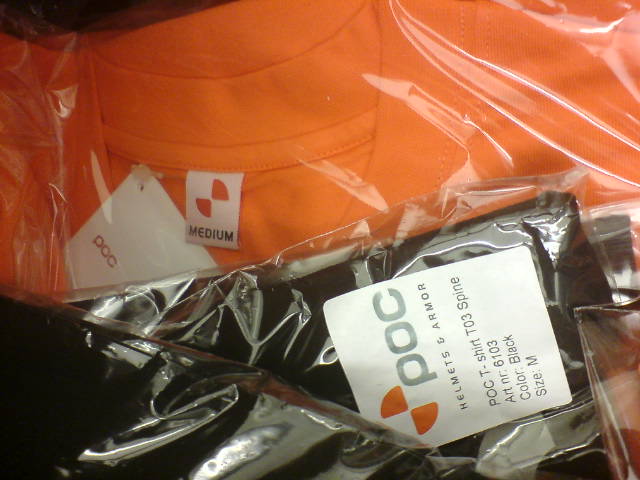 poc
MEDIUM
poc
HELMETS & ARMOR
POC T- shirt T03 Spine
Art nr: 6103
Color: Black
Size: M